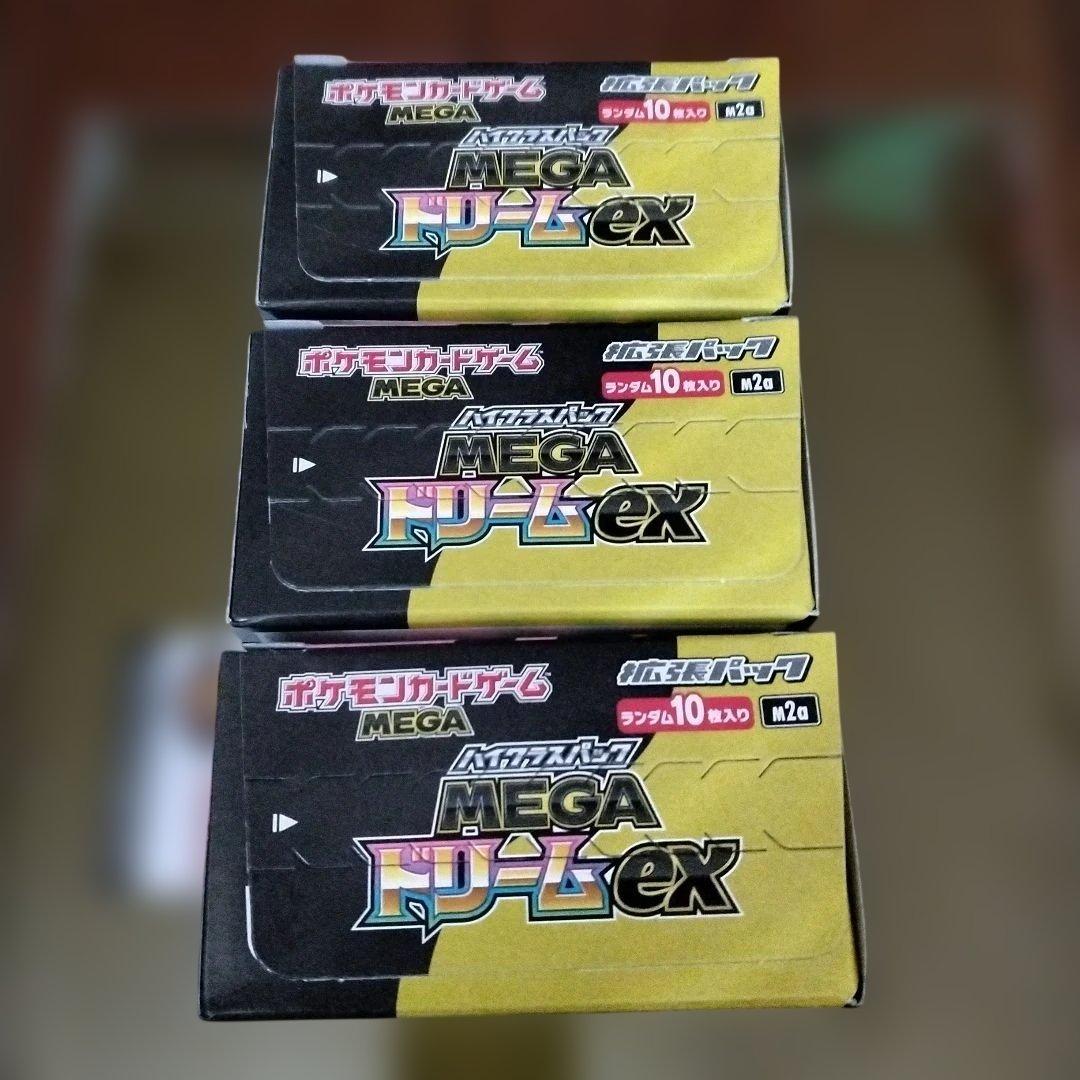 ポケモンカードゲーム
MEGA
拡張パック
ランダム10枚入り
M2a
ハイクラスパック
MEGA
ドリームex
ポケモンカードゲーム
MEGA
拡張パック
ランダム10枚入り
M2a
ハイクラスパック
MEGA
ドリームex
ポケモンカードゲーム
MEGA
拡張パック
ランダム10枚入り
M2a
ハイクラスパック
MEGA
ドリームex